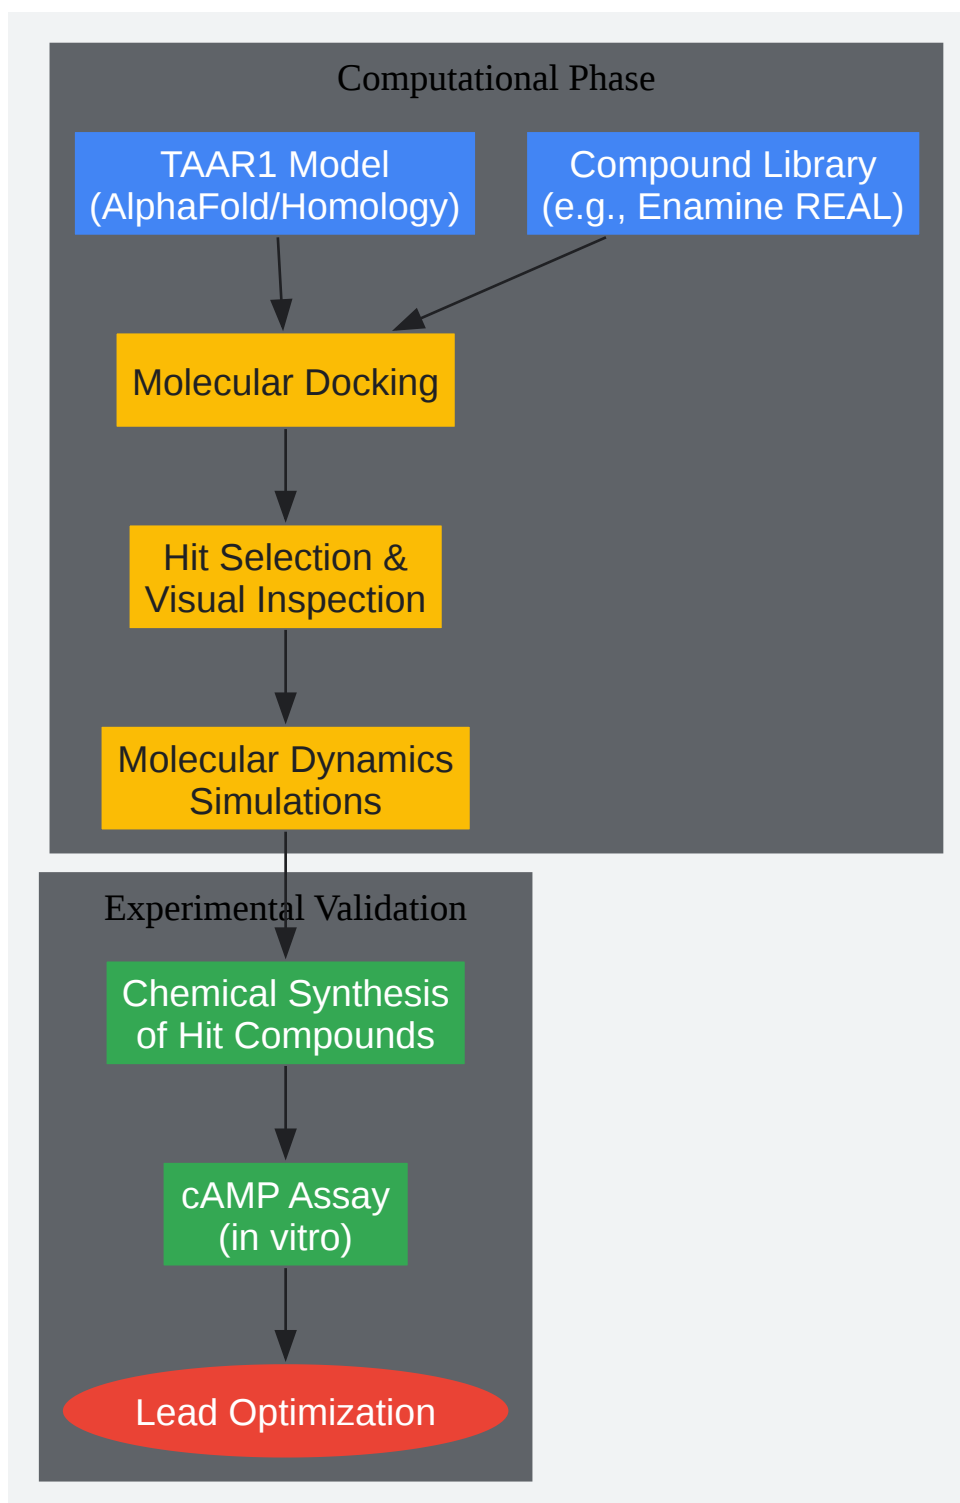 Computational Phase
TAAR1 Model
(AlphaFold/Homology)
Compound Library
(e.g., Enamine REAL)
Molecular Docking
Hit Selection &
Visual Inspection
Molecular Dynamics
Simulations
Experimental Validation
Chemical Synthesis
of Hit Compounds
cAMP Assay
(in vitro)
Lead Optimization